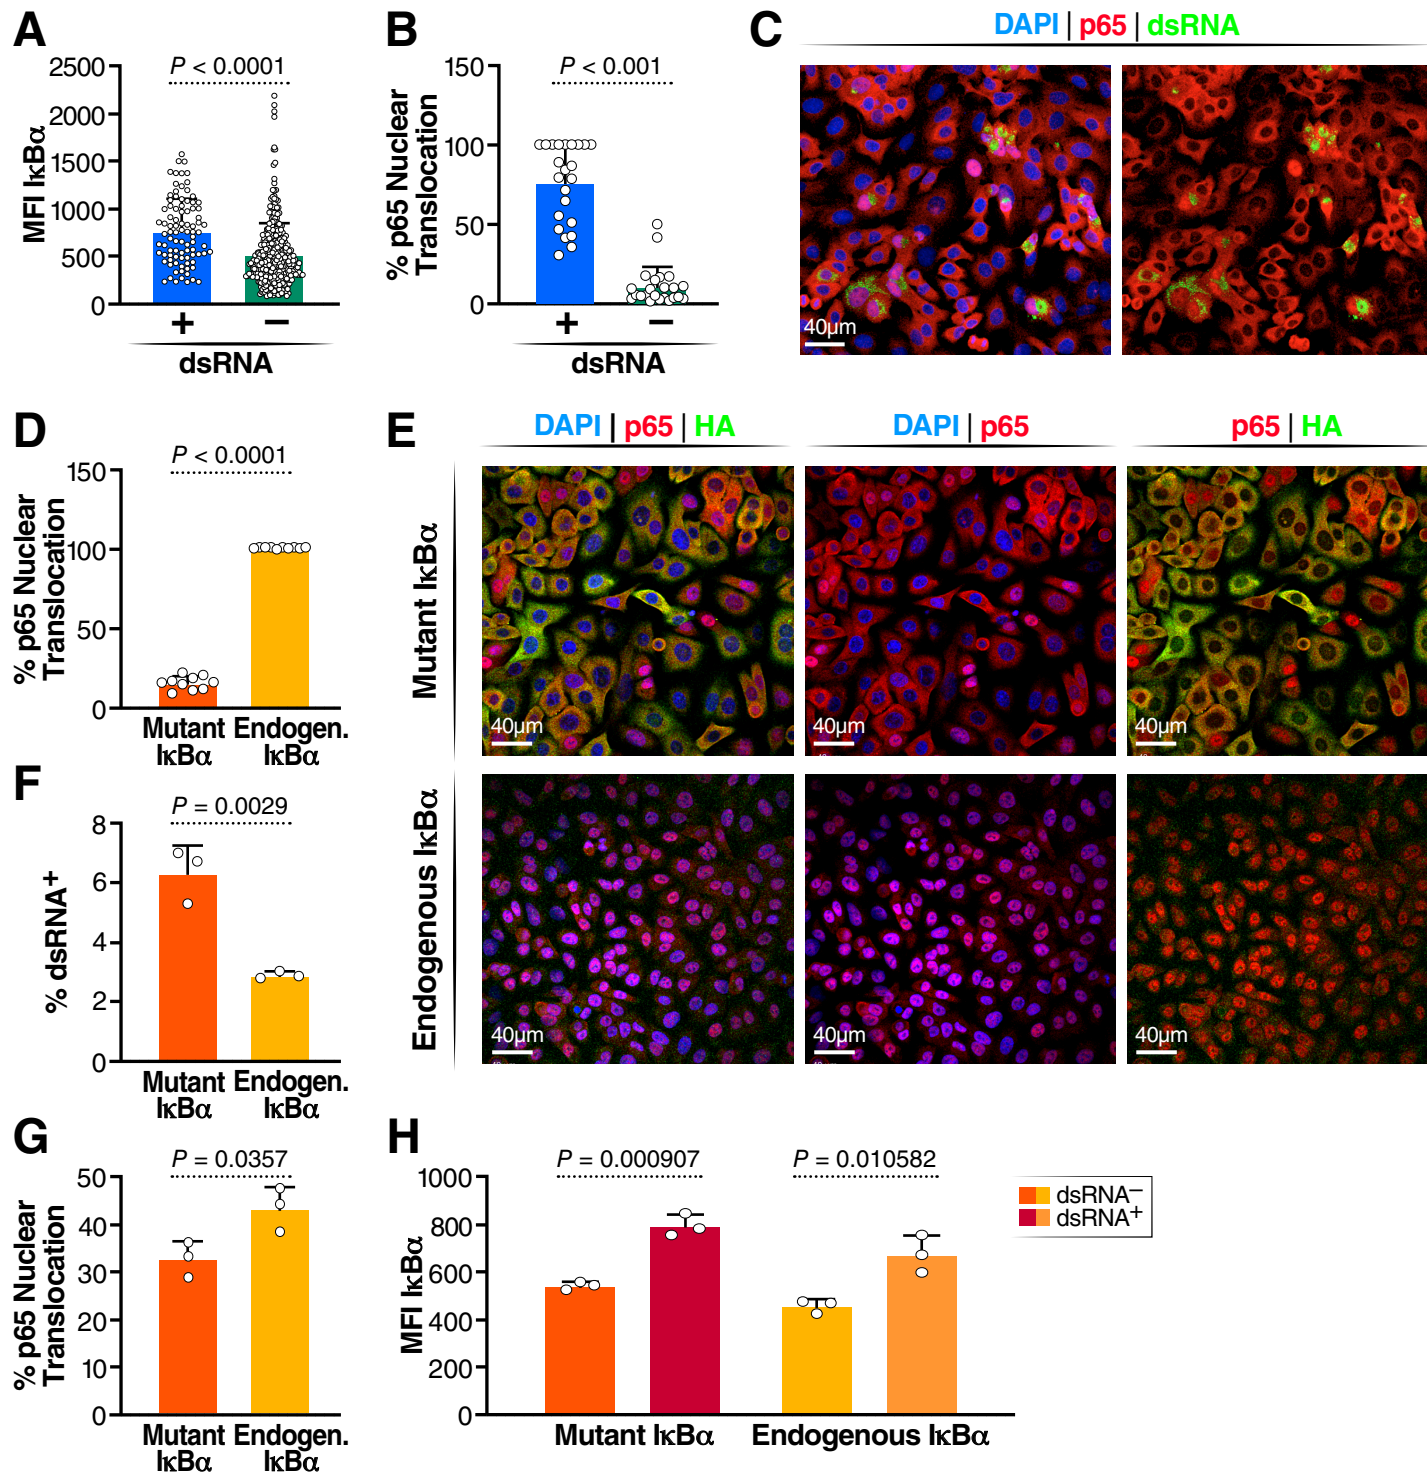 A
MFI IκBα
2500
2000
1500
1000
500
0
P < 0.0001
+ −
dsRNA
B
% p65 Nuclear
Translocation
150
100
50
0
P < 0.001
+ −
dsRNA
C
DAPI | p65 | dsRNA
40µm
D
% p65 Nuclear
Translocation
150
100
50
0
P < 0.0001
Mutant Endogen.
IκBα IκBα
E
DAPI | p65 | HA
DAPI | p65
p65 | HA
Mutant IκBα
40µm
40µm
40µm
Endogenous IκBα
40µm
40µm
40µm
F
% dsRNA+
8
6
4
2
0
P = 0.0029
Mutant Endogen.
IκBα IκBα
G
% p65 Nuclear
Translocation
50
40
30
20
10
0
P = 0.0357
Mutant Endogen.
IκBα IκBα
H
MFI IκBα
1000
800
600
400
200
0
P = 0.000907
P = 0.010582
Mutant IκBα
Endogenous IκBα
dsRNA−
dsRNA+